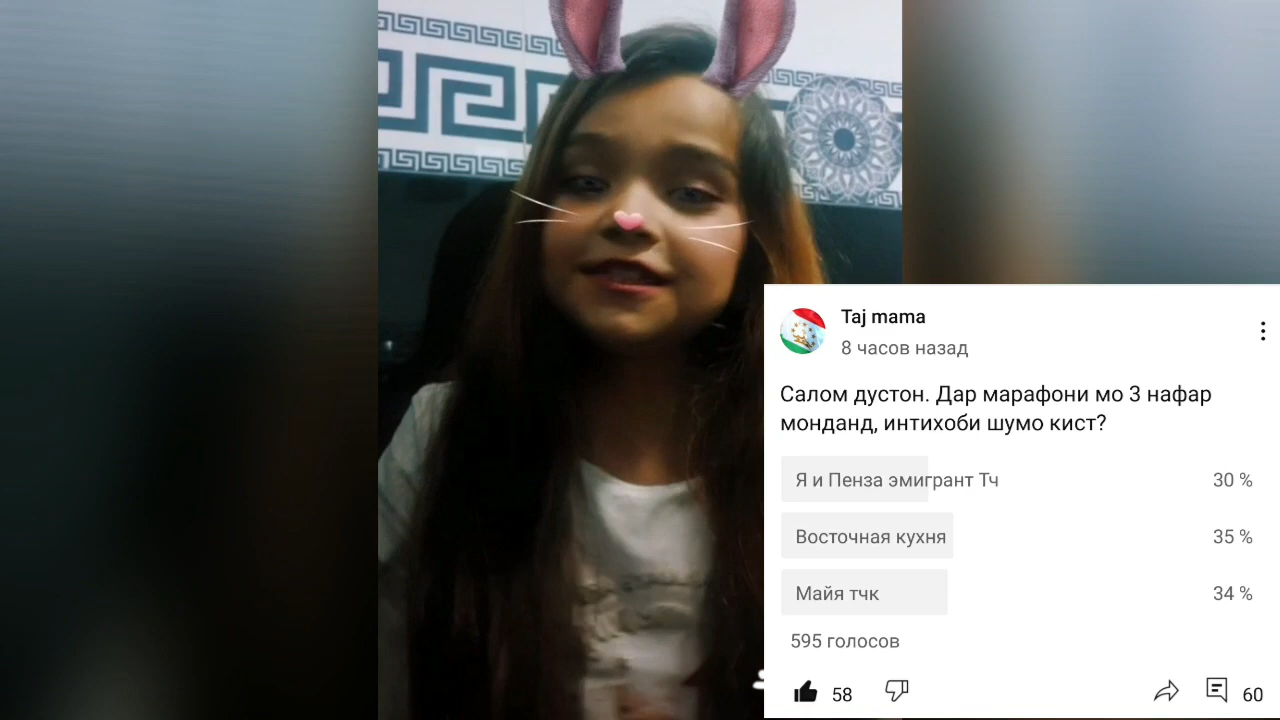 Taj mama
8 часов назад
Салом дустон. Дар марафони мо 3 нафар
монданд, интихоби шумо кист?
Я и Пенза эмигрант Тч 30 %
Восточная кухня 35 %
Майя тчк 34 %
595 голосов
58 60